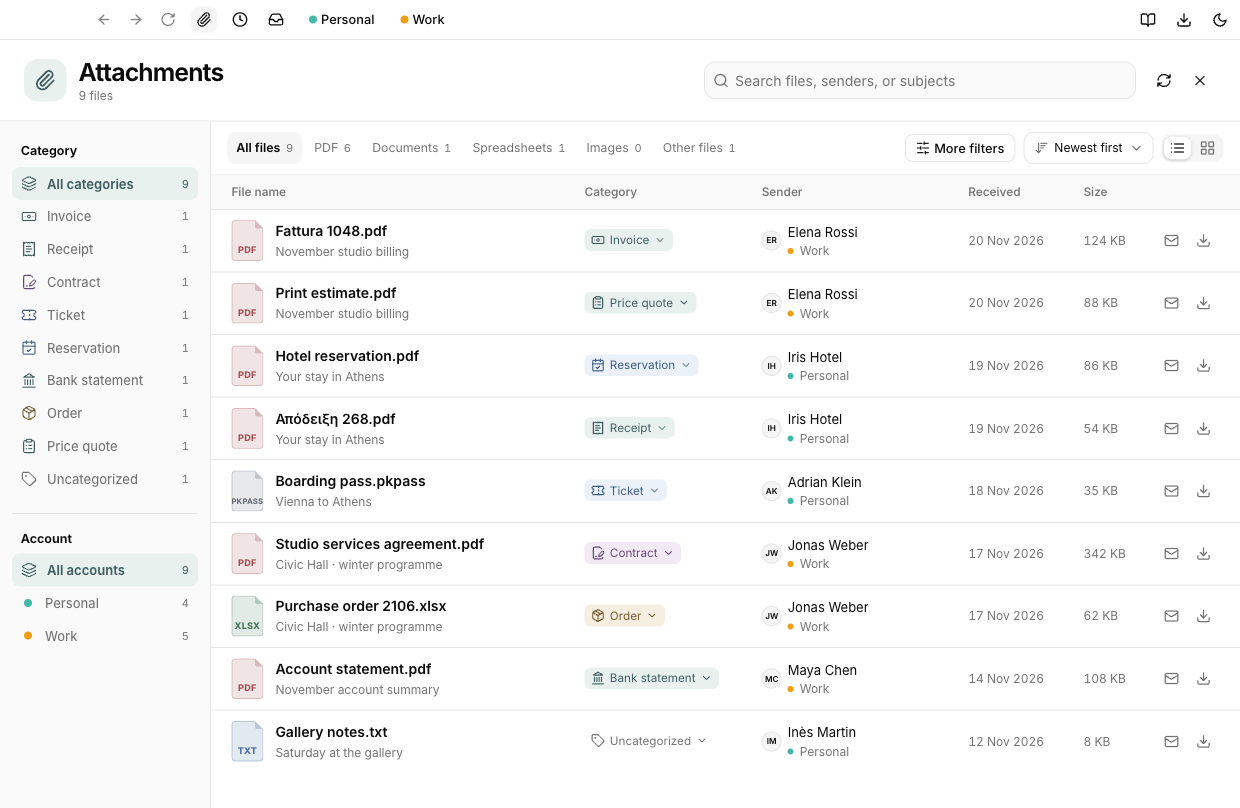 Personal
Work
Attachments
9 files
Search files, senders, or subjects
Category
All categories 9
Invoice 1
Receipt 1
Contract 1
Ticket 1
Reservation 1
Bank statement 1
Order 1
Price quote 1
Uncategorized 1
Account
All accounts 9
Personal 4
Work 5
All files 9 PDF 6 Documents 1 Spreadsheets 1 Images 0 Other files 1
More filters
Newest first
File name Category Sender Received Size
PDF Fattura 1048.pdf Invoice ER Elena Rossi 20 Nov 2026 124 KB
November studio billing Work
PDF Print estimate.pdf Price quote ER Elena Rossi 20 Nov 2026 88 KB
November studio billing Work
PDF Hotel reservation.pdf Reservation IH Iris Hotel 19 Nov 2026 86 KB
Your stay in Athens Personal
PDF Απόδειξη 268.pdf Receipt IH Iris Hotel 19 Nov 2026 54 KB
Your stay in Athens Personal
PKPASS Boarding pass.pkpass Ticket AK Adrian Klein 18 Nov 2026 35 KB
Vienna to Athens Personal
PDF Studio services agreement.pdf Contract JW Jonas Weber 17 Nov 2026 342 KB
Civic Hall · winter programme Work
XLSX Purchase order 2106.xlsx Order JW Jonas Weber 17 Nov 2026 62 KB
Civic Hall · winter programme Work
PDF Account statement.pdf Bank statement MC Maya Chen 14 Nov 2026 108 KB
November account summary Work
TXT Gallery notes.txt Uncategorized IM Inès Martin 12 Nov 2026 8 KB
Saturday at the gallery Personal